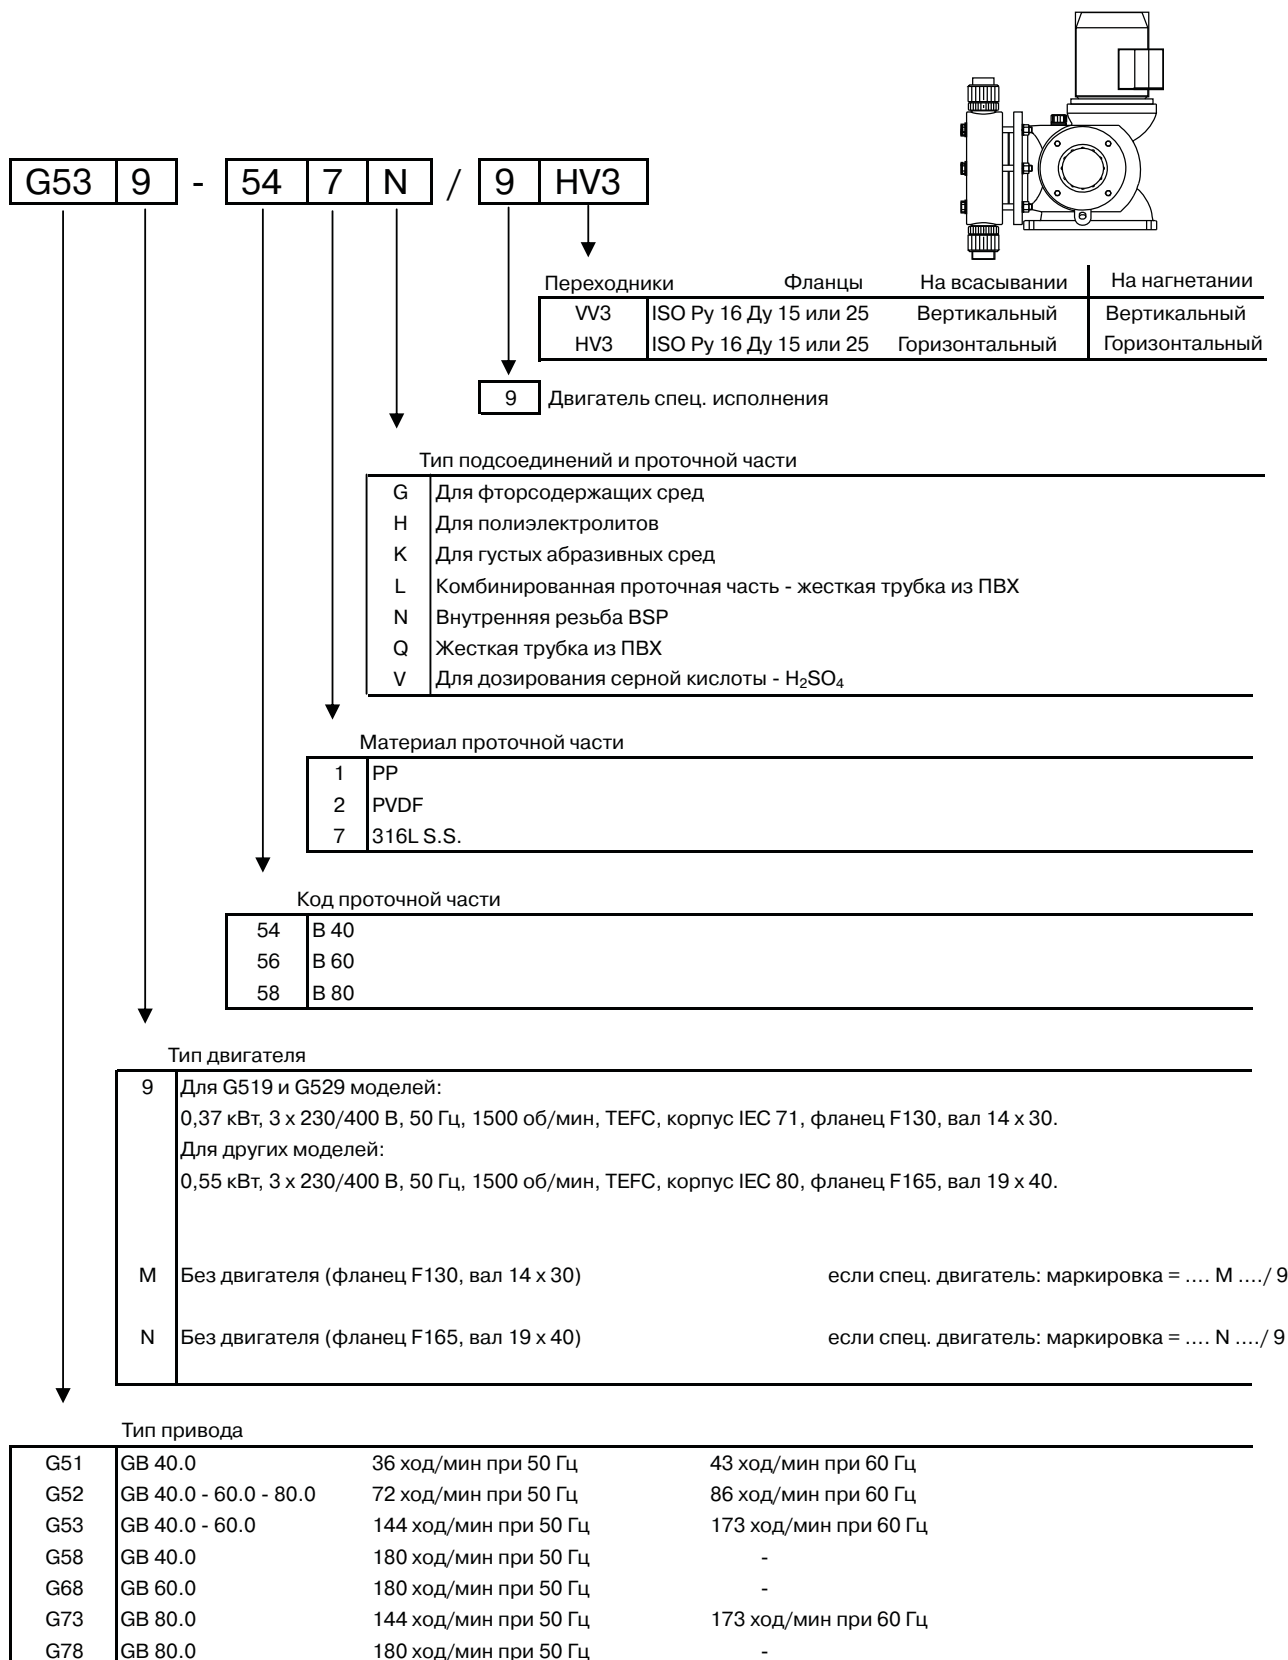 G53 9 - 54 7 N / 9 HV3
Переходники Фланцы На всасывании На нагнетании
VV3 ISO Ру 16 Ду 15 или 25 Вертикальный Вертикальный
HV3 ISO Ру 16 Ду 15 или 25 Горизонтальный Горизонтальный
9 Двигатель спец. исполнения
Тип подсоединений и проточной части
G Для фторсодержащих сред
H Для полиэлектролитов
K Для густых абразивных сред
L Комбинированная проточная часть - жесткая трубка из ПВХ
N Внутренняя резьба BSP
Q Жесткая трубка из ПВХ
V Для дозирования серной кислоты - H₂SO₄
Материал проточной части
1 PP
2 PVDF
7 316L S.S.
Код проточной части
54 B 40
56 B 60
58 B 80
Тип двигателя
9 Для G519 и G529 моделей:
0,37 кВт, 3 x 230/400 В, 50 Гц, 1500 об/мин, TEFC, корпус IEC 71, фланец F130, вал 14 x 30.
Для других моделей:
0,55 кВт, 3 x 230/400 В, 50 Гц, 1500 об/мин, TEFC, корпус IEC 80, фланец F165, вал 19 x 40.
M Без двигателя (фланец F130, вал 14 x 30) если спец. двигатель: маркировка = .... M ..../ 9
N Без двигателя (фланец F165, вал 19 x 40) если спец. двигатель: маркировка = .... N ..../ 9
Тип привода
G51 GB 40.0 36 ход/мин при 50 Гц 43 ход/мин при 60 Гц
G52 GB 40.0 - 60.0 - 80.0 72 ход/мин при 50 Гц 86 ход/мин при 60 Гц
G53 GB 40.0 - 60.0 144 ход/мин при 50 Гц 173 ход/мин при 60 Гц
G58 GB 40.0 180 ход/мин при 50 Гц -
G68 GB 60.0 180 ход/мин при 50 Гц -
G73 GB 80.0 144 ход/мин при 50 Гц 173 ход/мин при 60 Гц
G78 GB 80.0 180 ход/мин при 50 Гц -